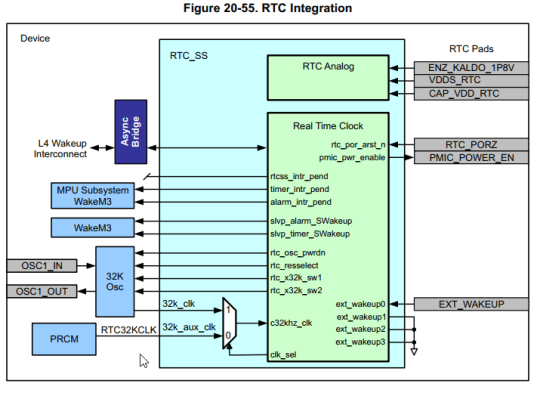 Figure 20-55. RTC Integration
Device
RTC_SS
RTC Pads
RTC Analog
ENZ_KALDO_1P8V
VDDS_RTC
CAP_VDD_RTC
Async
Bridge
L4 Wakeup
Interconnect
Real Time Clock
rtc_por_arst_n
RTC_PORZ
pmic_pwr_enable
PMIC_POWER_EN
MPU Subsystem
WakeM3
rtcss_intr_pend
timer_intr_pend
alarm_intr_pend
WakeM3
slvp_alarm_SWakeup
slvp_timer_SWakeup
OSC1_IN
OSC1_OUT
32K
Osc
rtc_osc_pwrdn
rtc_resselect
rtc_x32k_sw1
rtc_x32k_sw2
32k_clk
1
ext_wakeup0
EXT_WAKEUP
ext_wakeup1
ext_wakeup2
ext_wakeup3
c32khz_clk
PRCM
RTC32KCLK
32k_aux_clk
0
clk_sel